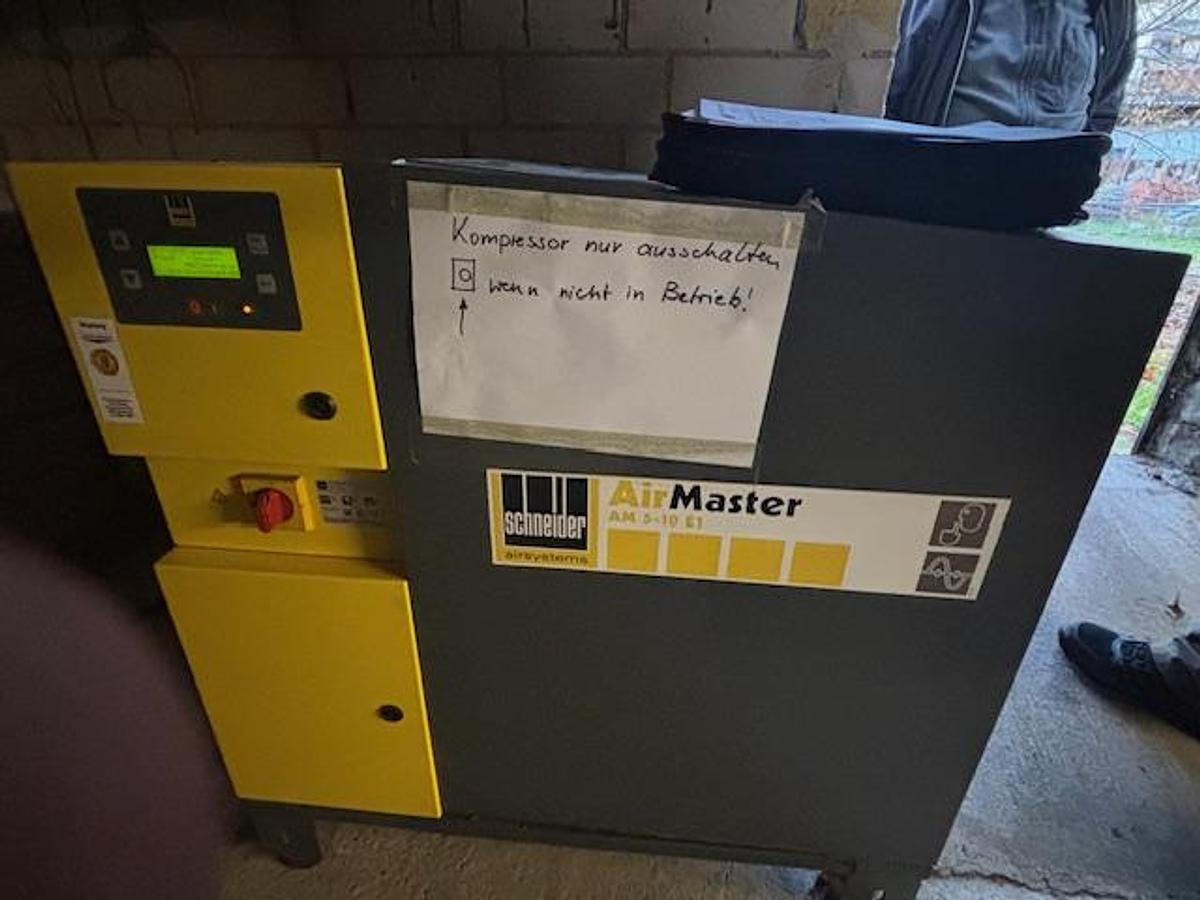 Kompressor nur ausschalten,
wenn nicht in Betrieb!
schneider
airsystems
AirMaster
AM 5-10 E1